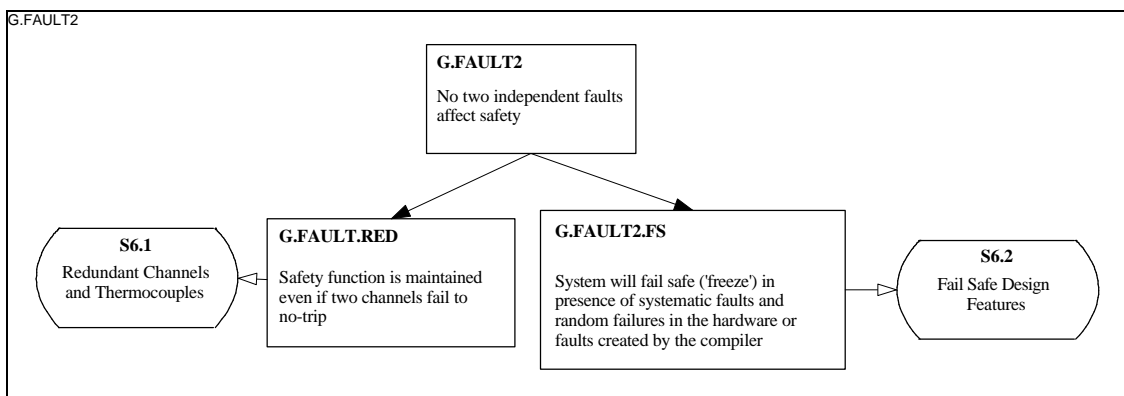 G.FAULT2
G.FAULT2
No two independent faults
affect safety
S6.1
Redundant Channels
and Thermocouples
G.FAULT.RED
Safety function is maintained
even if two channels fail to
no-trip
G.FAULT2.FS
System will fail safe ('freeze') in
presence of systematic faults and
random failures in the hardware or
faults created by the compiler
S6.2
Fail Safe Design
Features